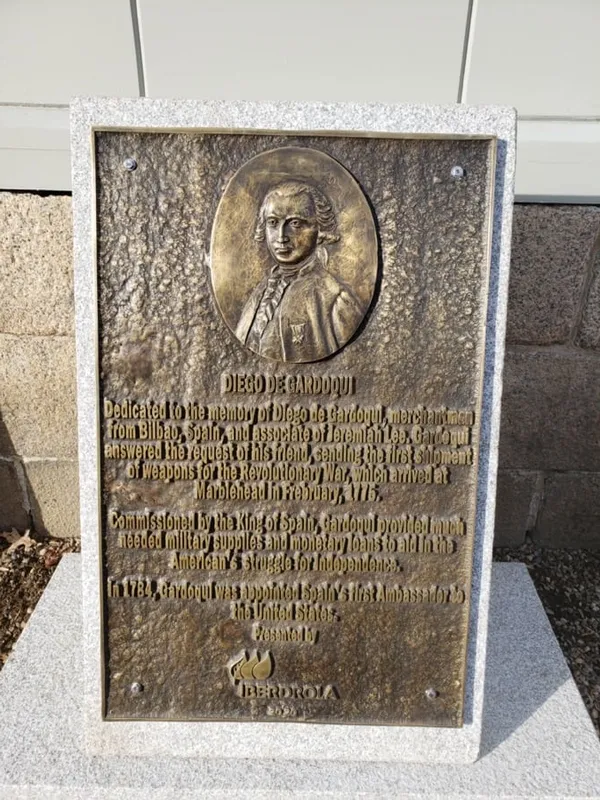 DIEGO DE GARDOQUI
Dedicated to the memory of Diego de Gardoqui, merchantman
from Bilbao, Spain, and associate of Jeremiah Lee. Gardoqui
answered the request of his friend, sending the first shipment
of weapons for the Revolutionary War, which arrived at
Marblehead in Frebruary, 1775.
Commissioned by the King of Spain, Gardoqui provided much
needed military supplies and monetary loans to aid in the
American's struggle for Independence.
In 1784, Gardoqui was appointed Spain's first Ambassador to
the United States.
Presented by
IBERDROLA